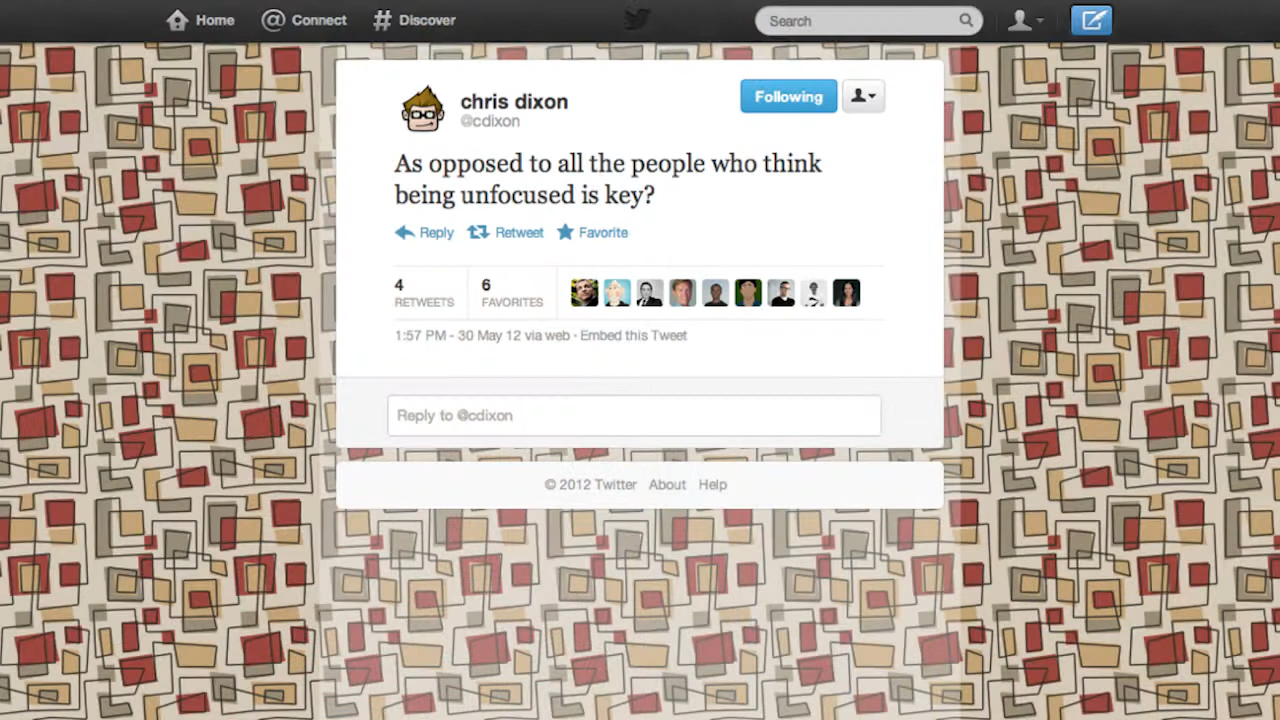 Home Connect Discover Search
chris dixon Following
@cdixon
As opposed to all the people who think
being unfocused is key?
Reply Retweet Favorite
4 6
RETWEETS FAVORITES
1:57 PM - 30 May 12 via web · Embed this Tweet
Reply to @cdixon
© 2012 Twitter About Help